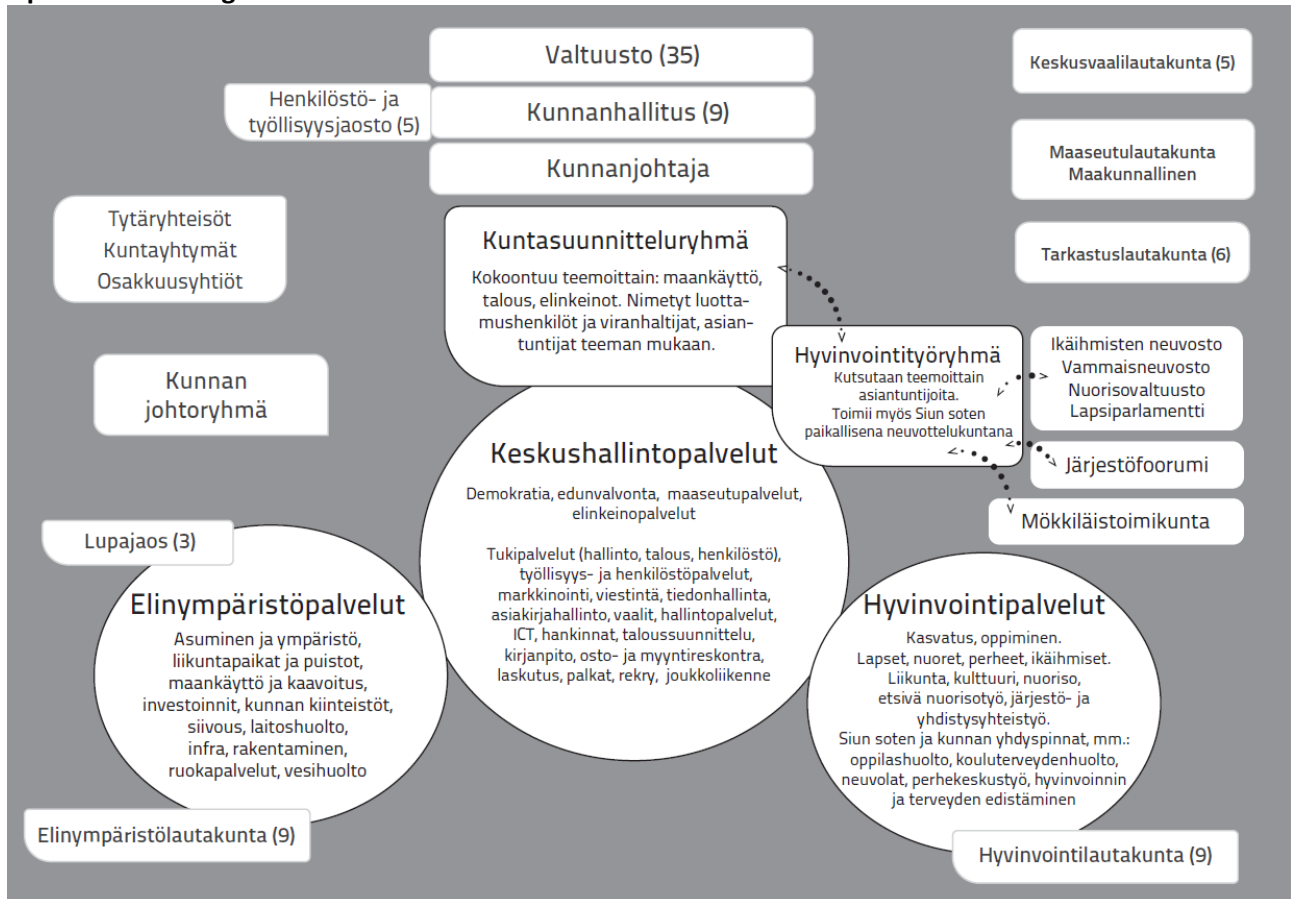 Valtuusto (35)
Kunnanhallitus (9)
Kunnanjohtaja
Henkilöstö- ja
työllisyysjaosto (5)
Keskusvaalilautakunta (5)
Maaseutulautakunta
Maakunnallinen
Tarkastuslautakunta (6)
Tytäryhteisöt
Kuntayhtymät
Osakkuusyhtiöt
Kunnan
johtoryhmä
Kuntasuunnitteluryhmä
Kokoontuu teemoittain: maankäyttö,
talous, elinkeinot. Nimetyt luotta-
mushenkilöt ja viranhaltijat, asian-
tuntijat teeman mukaan.
Hyvinvointityöryhmä
Kutsutaan teemoittain
asiantuntijoita.
Toimii myös Siun soten
paikallisena neuvottelukuntana
Ikäihmisten neuvosto
Vammaisneuvosto
Nuorisovaltuusto
Lapsiparlamentti
Järjestöfoorumi
Mökkiläistoimikunta
Keskushallintopalvelut
Demokratia, edunvalvonta, maaseutupalvelut,
elinkeinopalvelut
Tukipalvelut (hallinto, talous, henkilöstö),
työllisyys- ja henkilöstöpalvelut,
markkinointi, viestintä, tiedonhallinta,
asiakirjahallinto, vaalit, hallintopalvelut,
ICT, hankinnat, taloussuunnittelu,
kirjanpito, osto- ja myyntireskontra,
laskutus, palkat, rekry, joukkoliikenne
Lupajaos (3)
Elinympäristöpalvelut
Asuminen ja ympäristö,
liikuntapaikat ja puistot,
maankäyttö ja kaavoitus,
investoinnit, kunnan kiinteistöt,
siivous, laitoshuolto,
infra, rakentaminen,
ruokapalvelut, vesihuolto
Elinympäristölautakunta (9)
Hyvinvointipalvelut
Kasvatus, oppiminen.
Lapset, nuoret, perheet, ikäihmiset.
Liikunta, kulttuuri, nuoriso,
etsivä nuorisotyö, järjestö- ja
yhdistysyhteistyö.
Siun soten ja kunnan yhdyspinnat, mm.:
oppilashuolto, kouluterveydenhuolto,
neuvolat, perhekeskustyö, hyvinvoinnin
ja terveyden edistäminen
Hyvinvointilautakunta (9)